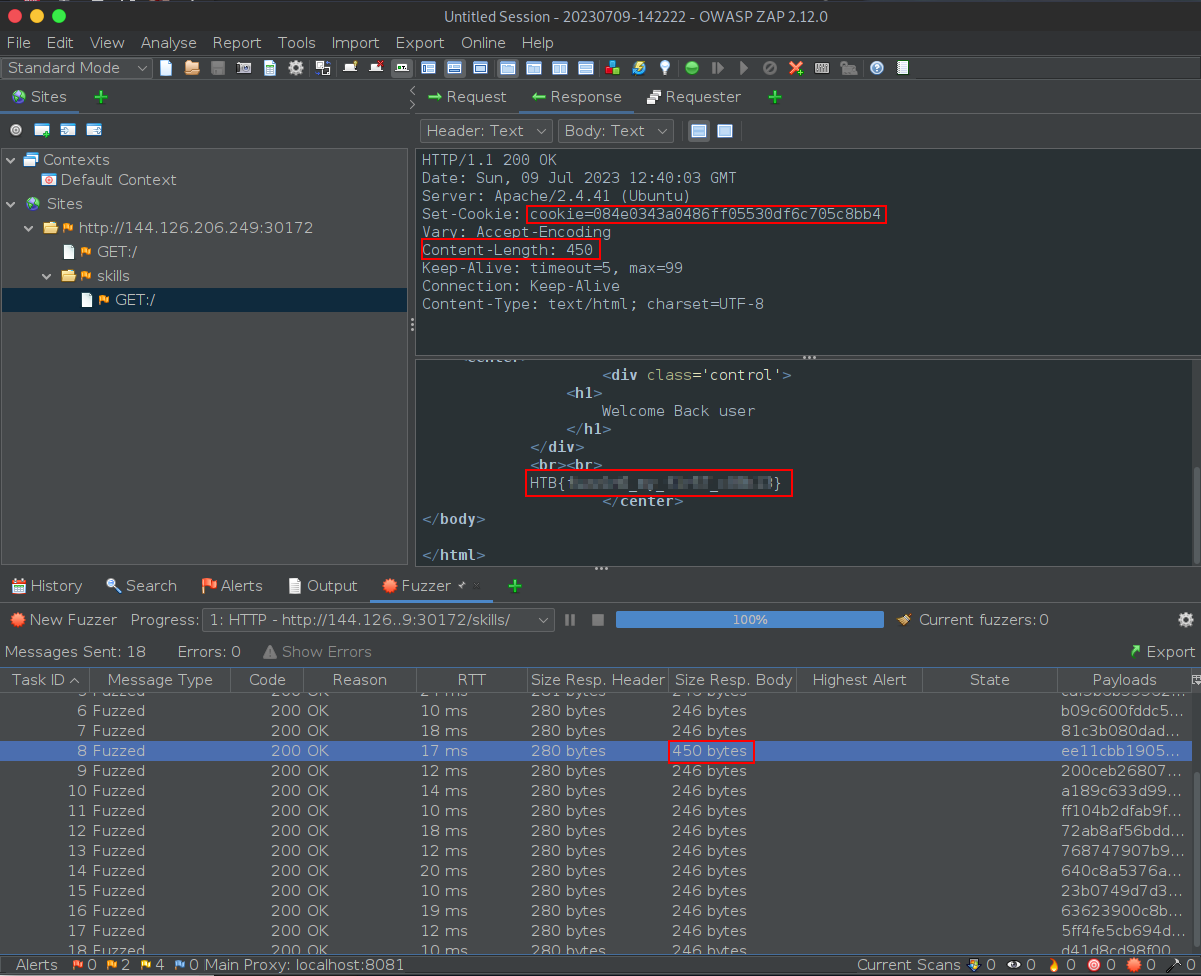 Untitled Session - 20230709-142222 - OWASP ZAP 2.12.0
File Edit View Analyse Report Tools Import Export Online Help
Standard Mode
Sites
Request Response Requester
Header: Text Body: Text
Contexts
Default Context
Sites
http://144.126.206.249:30172
GET:/
skills
GET:/
HTTP/1.1 200 OK
Date: Sun, 09 Jul 2023 12:40:03 GMT
Server: Apache/2.4.41 (Ubuntu)
Set-Cookie: cookie=084e0343a0486ff05530df6c705c8bb4
Vary: Accept-Encoding
Content-Length: 450
Keep-Alive: timeout=5, max=99
Connection: Keep-Alive
Content-Type: text/html; charset=UTF-8
<div class='control'>
<h1>
Welcome Back user
</h1>
</div>
<br><br>
HTB{
</center>
</body>
</html>
History Search Alerts Output Fuzzer
New Fuzzer Progress: 1: HTTP - http://144.126..9:30172/skills/ 100% Current fuzzers: 0
Messages Sent: 18 Errors: 0 Show Errors Export
Task ID Message Type Code Reason RTT Size Resp. Header Size Resp. Body Highest Alert State Payloads
6 Fuzzed 200 OK 10 ms 280 bytes 246 bytes b09c600fddc5...
7 Fuzzed 200 OK 18 ms 280 bytes 246 bytes 81c3b080dad...
8 Fuzzed 200 OK 17 ms 280 bytes 450 bytes ee11cbb1905...
9 Fuzzed 200 OK 12 ms 280 bytes 246 bytes 200ceb26807...
10 Fuzzed 200 OK 14 ms 280 bytes 246 bytes a189c633d99...
11 Fuzzed 200 OK 10 ms 280 bytes 246 bytes ff104b2dfab9f...
12 Fuzzed 200 OK 18 ms 280 bytes 246 bytes 72ab8af56bdd...
13 Fuzzed 200 OK 12 ms 280 bytes 246 bytes 768747907b9...
14 Fuzzed 200 OK 20 ms 280 bytes 246 bytes 640c8a5376a...
15 Fuzzed 200 OK 10 ms 280 bytes 246 bytes 23b0749d7d3...
16 Fuzzed 200 OK 19 ms 280 bytes 246 bytes 63623900c8b...
17 Fuzzed 200 OK 12 ms 280 bytes 246 bytes 5ff4fe5cb694d...
18 Fuzzed 200 OK 10 ms 280 bytes 246 bytes d41d8cd98f00...
Alerts 0 2 4 0 Main Proxy: localhost:8081 Current Scans 0 0 0 0 0 0 0